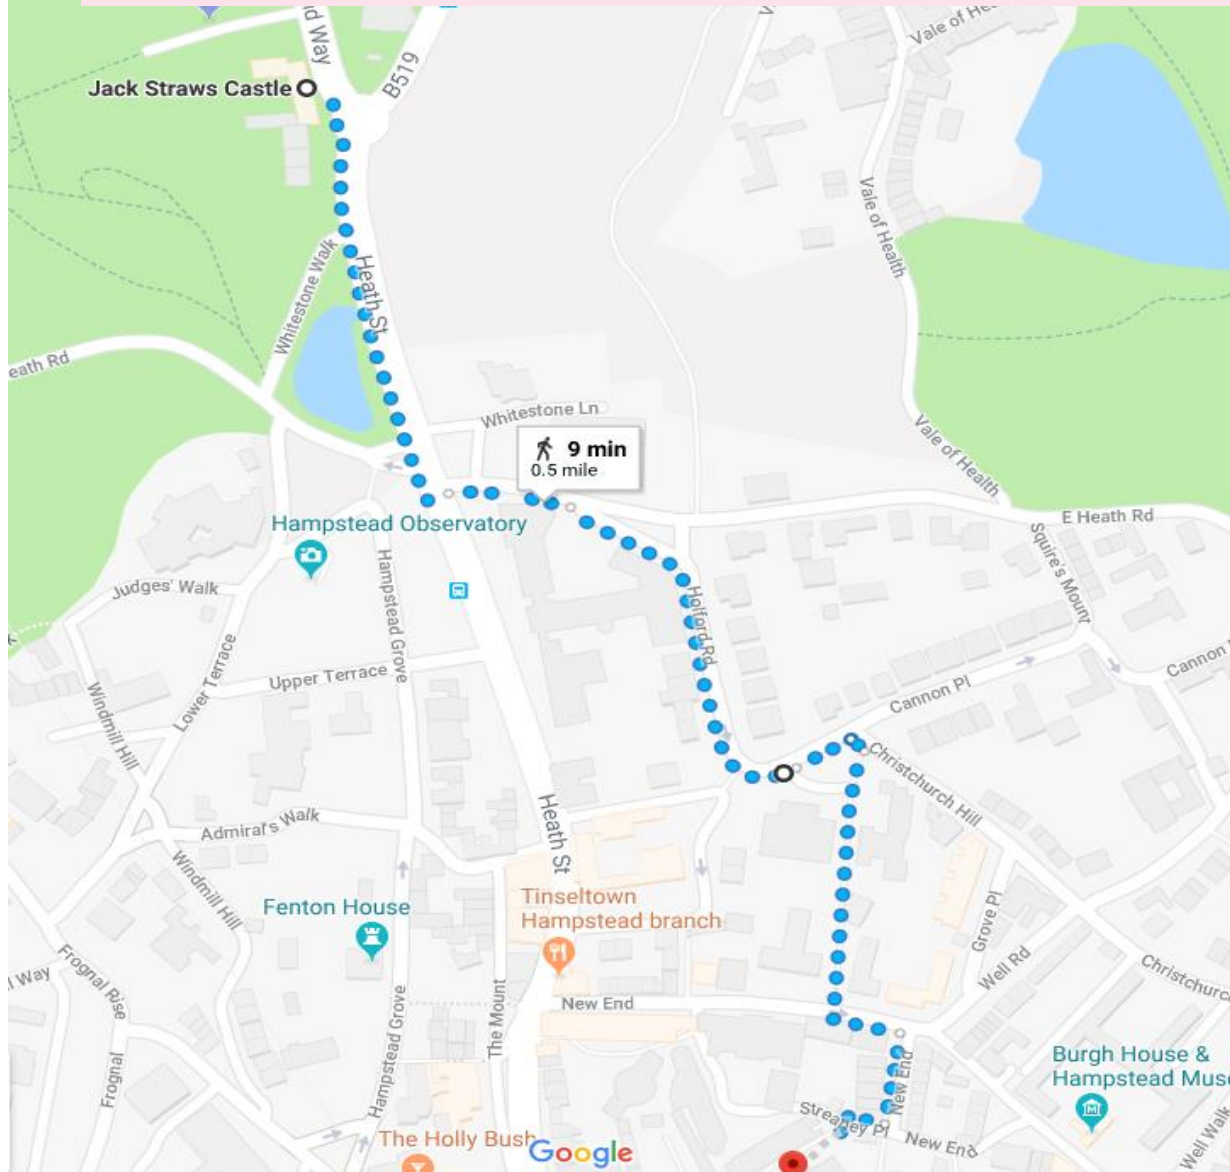 Way
B519
Vale of
Jack Straws Castle
Vale of Health
Whitestone Walk
Heath St
eath Rd
Whitestone Ln
9 min
0.5 mile
Vale of Health
E Heath Rd
Hampstead Observatory
Squire's Mount
Judges' Walk
Hampstead Grove
Holford Rd
Lower Terrace
Upper Terrace
Cannon
Cannon Pl
Windmill Hill
Christchurch Hill
Heath St
Admiral's Walk
Windmill Hill
Tinseltown
Hampstead branch
Fenton House
Grove Pl
Well Rd
Christchurch
Frognal Rise
Way
New End
The Mount
Hampstead Grove
Frognal
New End
Burgh House &
Hampstead Mus
Streatley Pl
New End
Well Walk
The Holly Bush
Google